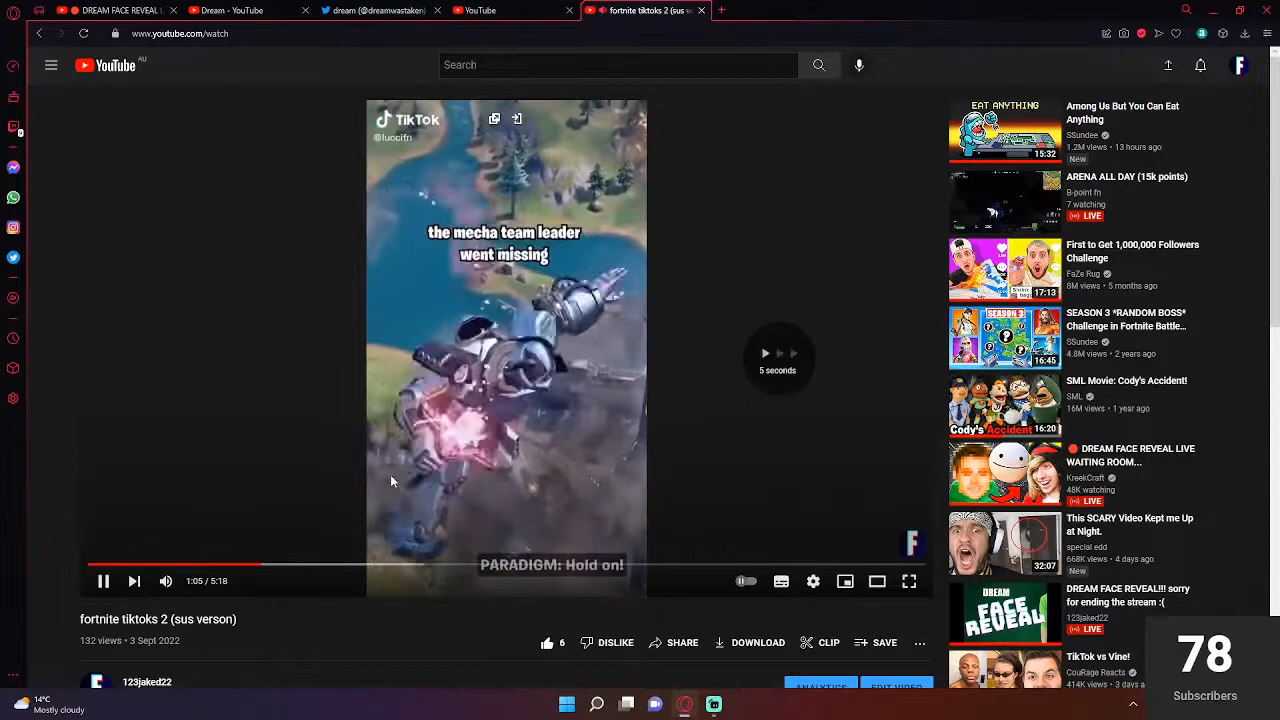 DREAM FACE REVEAL L
Dream - YouTube
dream (@dreamwastaken)
YouTube
fortnite tiktoks 2 (sus v
www.youtube.com/watch
YouTube AU
Search
TikTok
@luccifn
the mecha team leader
went missing
5 seconds
PARADIGM: Hold on!
1:05 / 5:18
fortnite tiktoks 2 (sus verson)
132 views • 3 Sept 2022
6
DISLIKE
SHARE
DOWNLOAD
CLIP
SAVE
123jaked22
ANALYTICS
EDIT VIDEO
EAT ANYTHING
15:32
Among Us But You Can Eat
Anything
SSundee
1.2M views • 13 hours ago
New
ARENA ALL DAY (15k points)
B-point fn
7 watching
LIVE
17:13
First to Get 1,000,000 Followers
Challenge
FaZe Rug
8M views • 5 months ago
SEASON 3
16:45
SEASON 3 *RANDOM BOSS*
Challenge in Fortnite Battle...
SSundee
4.8M views • 2 years ago
Cody's Accident
16:20
SML Movie: Cody's Accident!
SML
16M views • 1 year ago
DREAM FACE REVEAL LIVE
WAITING ROOM...
KreekCraft
48K watching
LIVE
32:07
This SCARY Video Kept me Up
at Night.
special edd
6.1M views • 4 days ago
New
DREAM
FACE
REVEAL
DREAM FACE REVEAL!!! sorry
for ending the stream :(
123jaked22
LIVE
TikTok vs Vine!
CouRage Reacts
414K views • 3 days a
78
Subscribers
14°C
Mostly cloudy